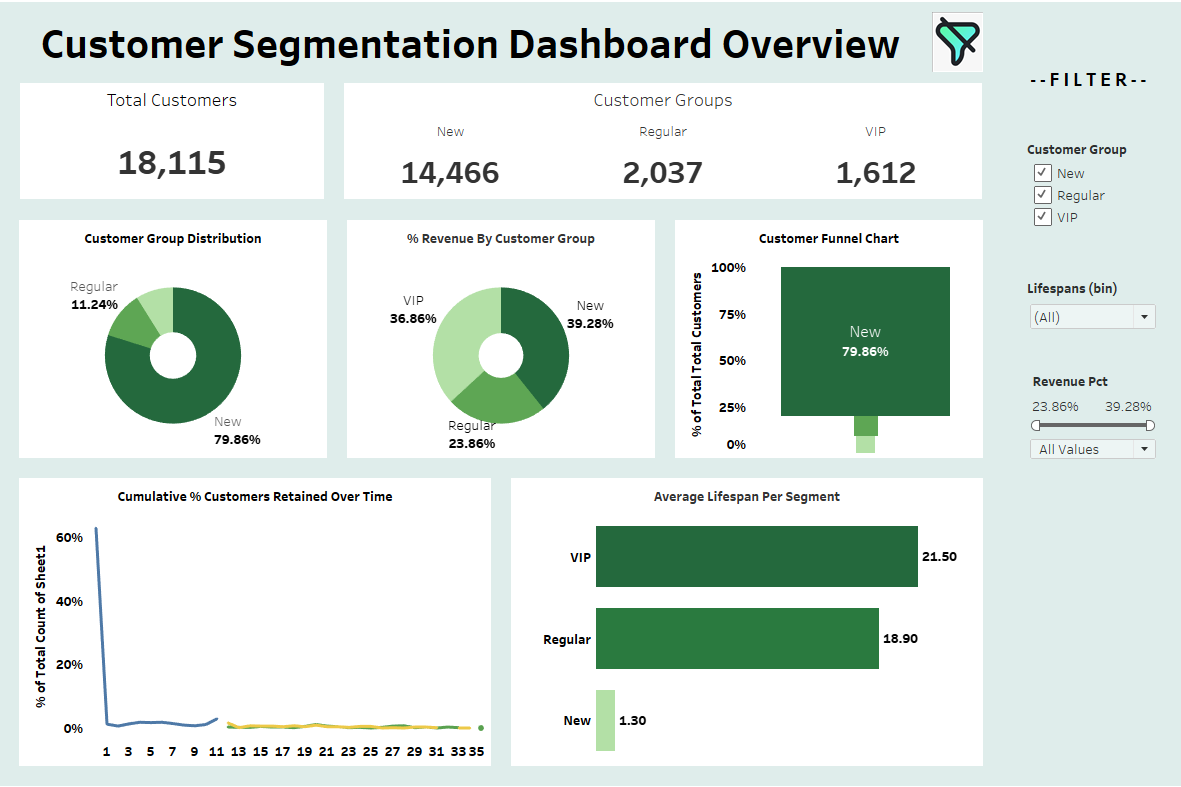 Customer Segmentation Dashboard Overview
--FILTER--
Total Customers
18,115
Customer Groups
New Regular VIP
14,466 2,037 1,612
Customer Group
New
Regular
VIP
Lifespans (bin)
(All)
Revenue Pct
23.86% 39.28%
All Values
Customer Group Distribution
Regular
11.24%
New
79.86%
% Revenue By Customer Group
VIP
36.86%
New
39.28%
Regular
23.86%
Customer Funnel Chart
% of Total Total Customers
100%
75%
50%
25%
0%
New
79.86%
Cumulative % Customers Retained Over Time
% of Total Count of Sheet1
60%
40%
20%
0%
1 3 5 7 9 11 13 15 17 19 21 23 25 27 29 31 33 35
Average Lifespan Per Segment
VIP 21.50
Regular 18.90
New 1.30